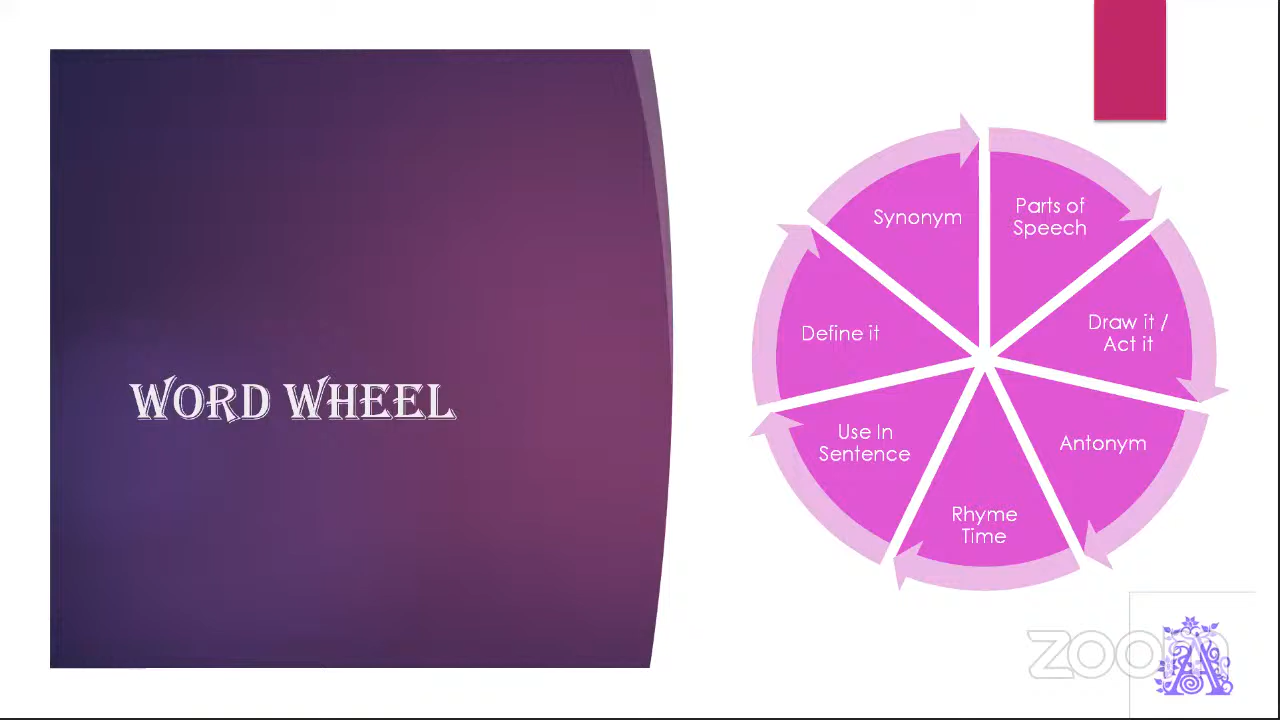 WORD WHEEL
Synonym
Parts of
Speech
Define it
Draw it /
Act it
Use In
Sentence
Antonym
Rhyme
Time
zoom
A